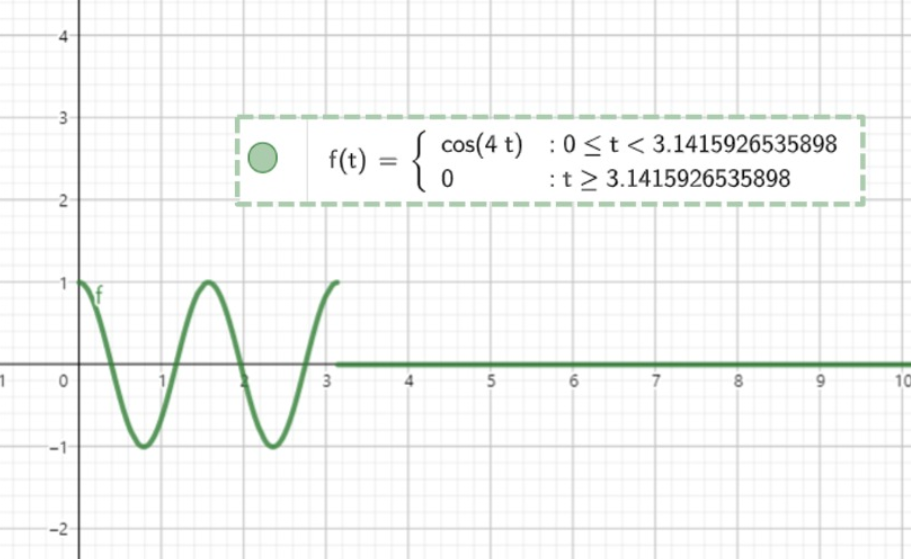 4
3
f(t) = { cos(4 t) : 0 ≤ t < 3.1415926535898
0 : t ≥ 3.1415926535898
2
1
f
1 0 1 2 3 4 5 6 7 8 9 10
−1
−2